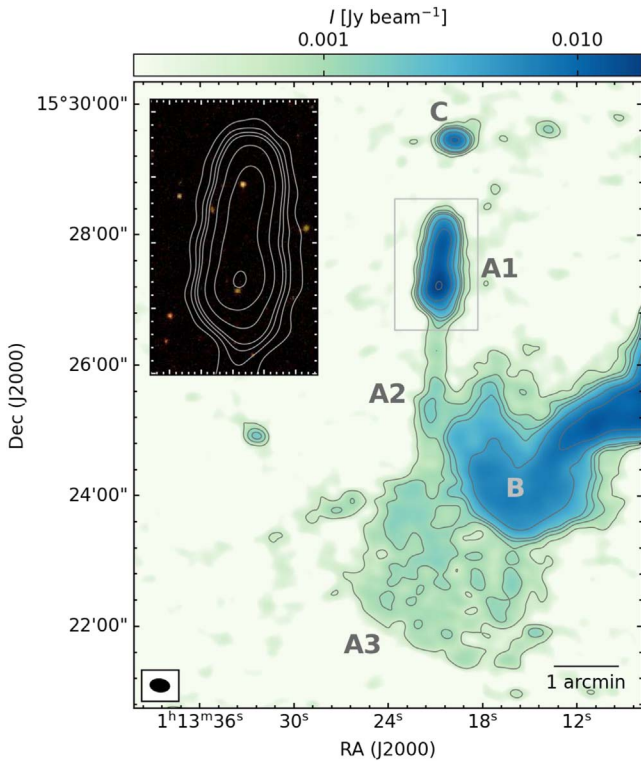 I [Jy beam⁻¹]
0.001 0.010
15°30'00"
C
28'00"
A1
26'00"
A2
B
24'00"
22'00"
A3
1 arcmin
1ʰ13ᵐ36ˢ 30ˢ 24ˢ 18ˢ 12ˢ
RA (J2000)
Dec (J2000)